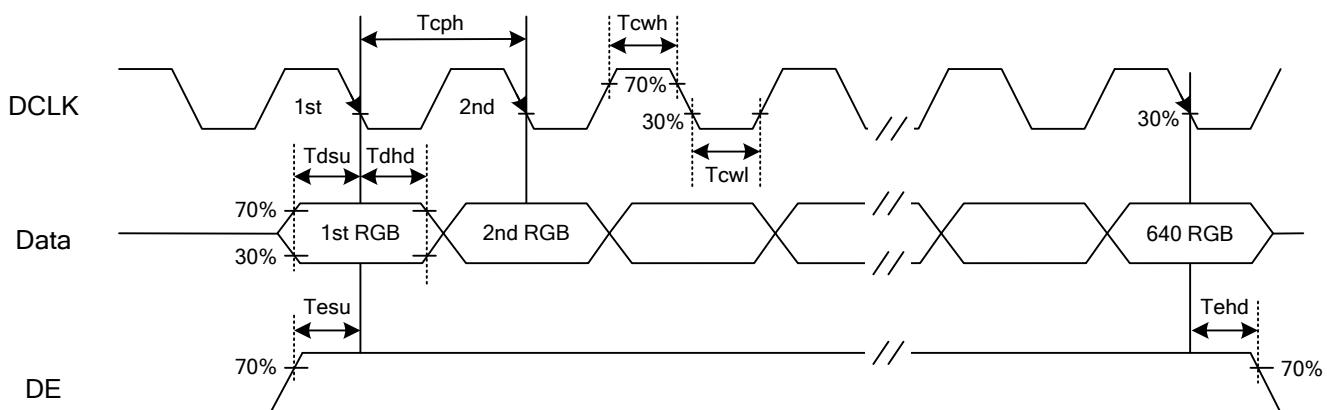 Tcph
Tcwh
DCLK
1st
2nd
70%
30%
30%
Tcwl
Tdsu
Tdhd
Data
70%
30%
1st RGB
2nd RGB
640 RGB
Tesu
Tehd
DE
70%
70%